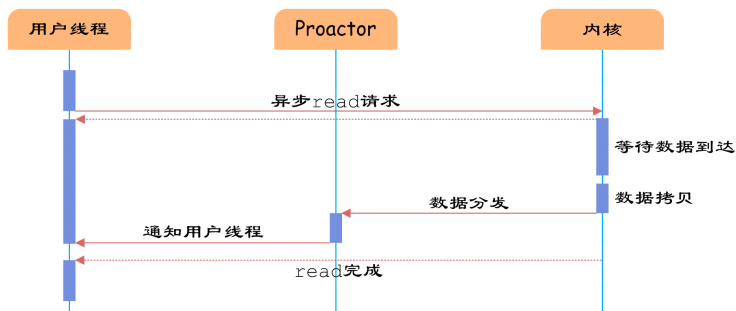 用户线程
Proactor
内核
异步read请求
等待数据到达
数据拷贝
数据分发
通知用户线程
read完成